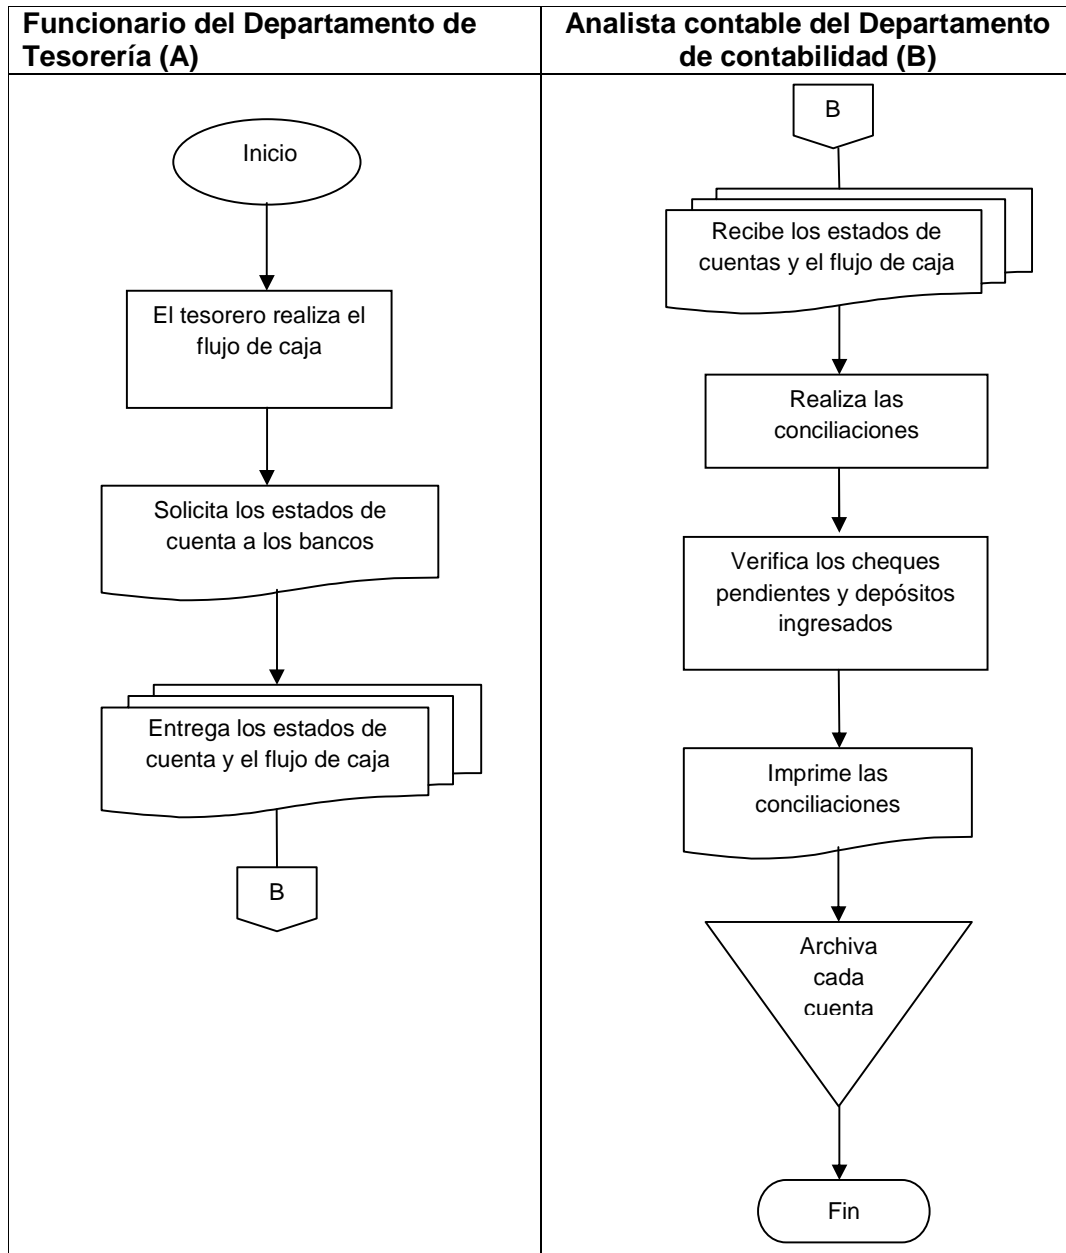 Funcionario del Departamento de
Tesorería (A)
Inicio
El tesorero realiza el
flujo de caja
Solicita los estados de
cuenta a los bancos
Entrega los estados de
cuenta y el flujo de caja
B
Analista contable del Departamento
de contabilidad (B)
B
Recibe los estados de
cuentas y el flujo de caja
Realiza las
conciliaciones
Verifica los cheques
pendientes y depósitos
ingresados
Imprime las
conciliaciones
Archiva
cada
cuenta
Fin